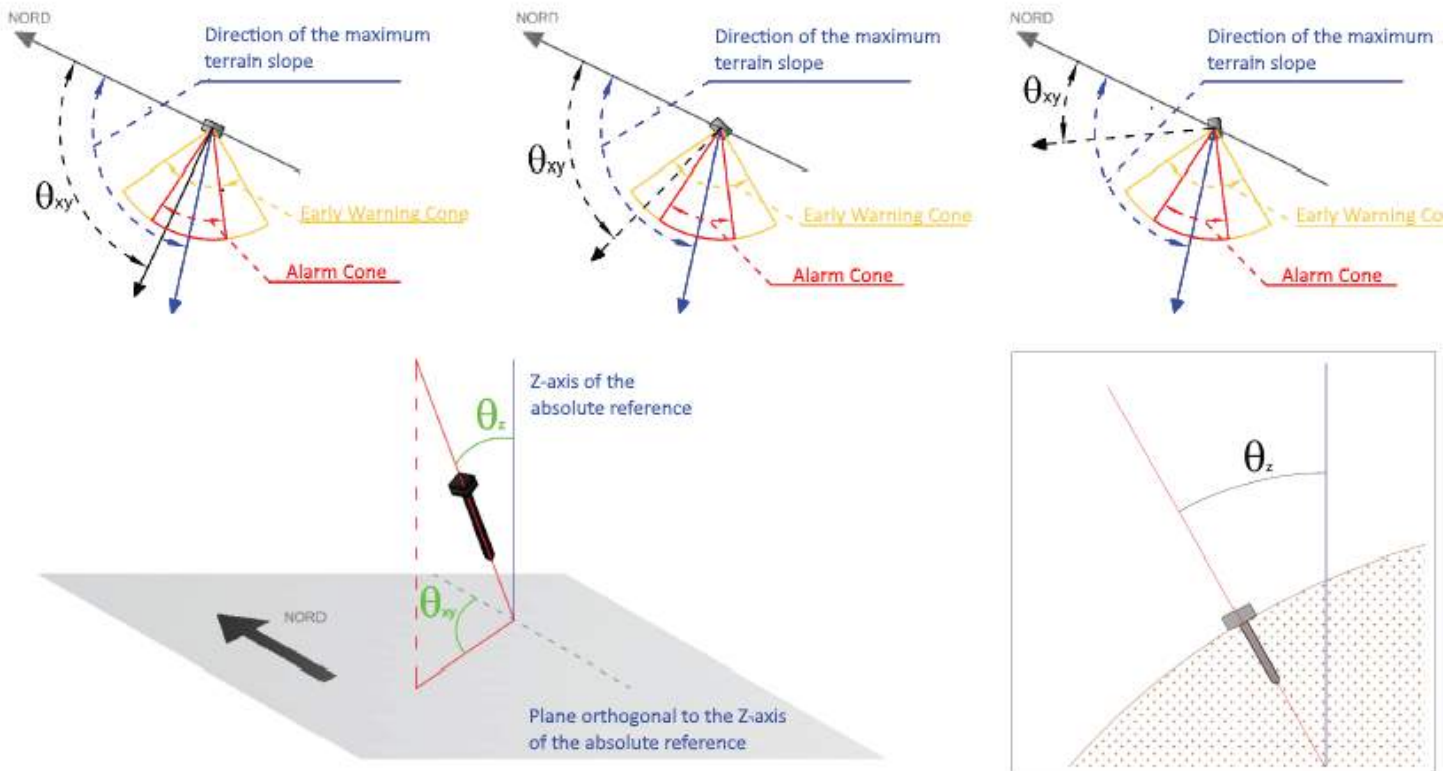 NORD
Direction of the maximum
terrain slope
θxy
Early Warning Cone
Alarm Cone
NORD
Direction of the maximum
terrain slope
θxy
Early Warning Cone
Alarm Cone
NORD
Direction of the maximum
terrain slope
θxy
Early Warning Co
Alarm Cone
Z-axis of the
absolute reference
θz
θxy
NORD
Plane orthogonal to the Z-axis
of the absolute reference
θz